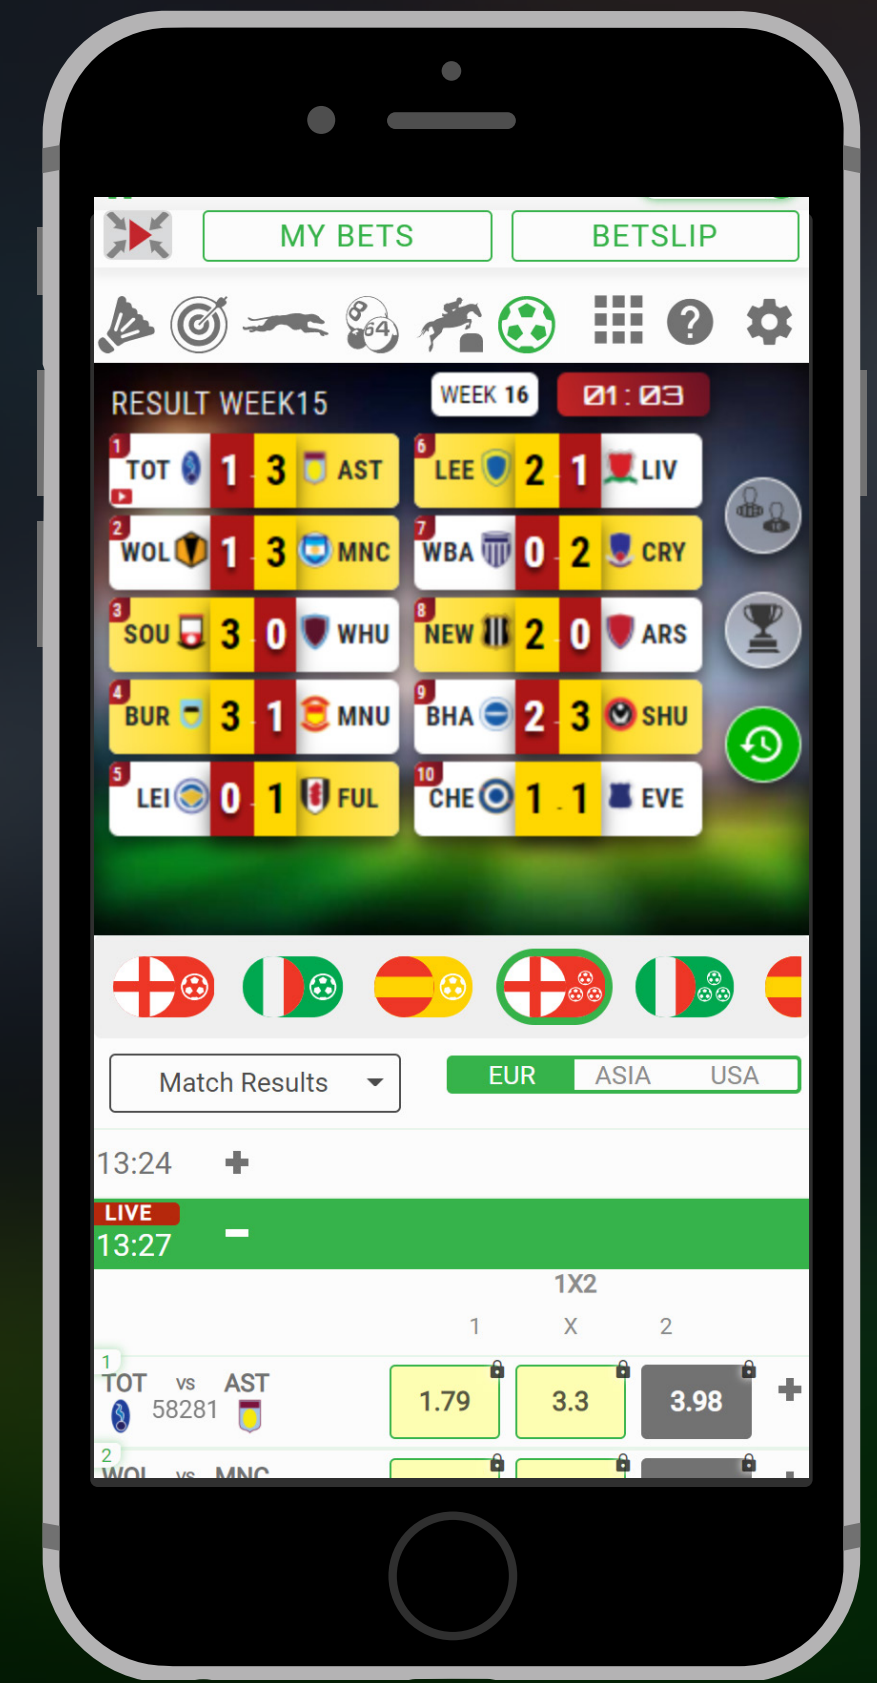 MY BETS BETSLIP
8 64 ?
RESULT WEEK15 WEEK 16 01:03
1 TOT 1 - 3 AST
6 LEE 2 - 1 LIV
2 WOL 1 - 3 MNC
7 WBA 0 - 2 CRY
3 SOU 3 - 0 WHU
8 NEW 2 - 0 ARS
4 BUR 3 - 1 MNU
9 BHA 2 - 3 SHU
5 LEI 0 - 1 FUL
10 CHE 1 - 1 EVE
Match Results EUR ASIA USA
13:24 +
LIVE
13:27 -
1X2
1 X 2
1
TOT vs AST
58281
1.79 3.3 3.98 +
2
WOL vs MNC